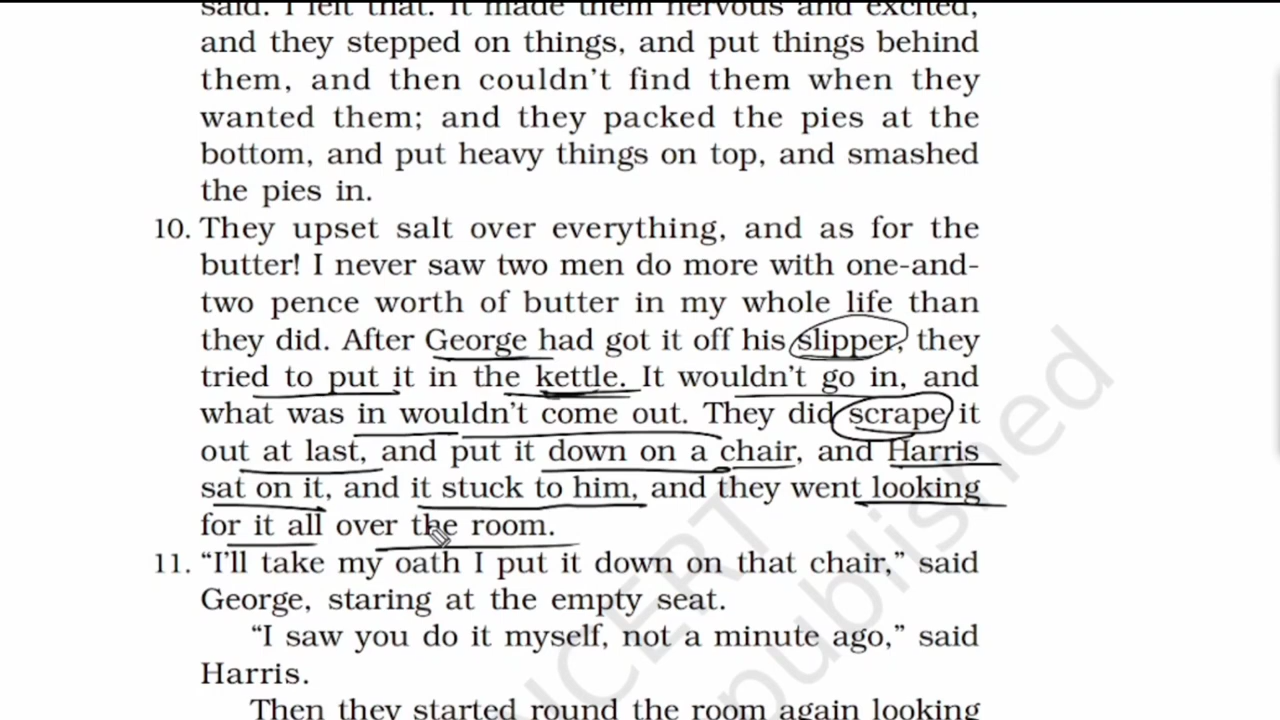 said. I felt that. It made them nervous and excited,
and they stepped on things, and put things behind
them, and then couldn't find them when they
wanted them; and they packed the pies at the
bottom, and put heavy things on top, and smashed
the pies in.
10. They upset salt over everything, and as for the
butter! I never saw two men do more with one-and-
two pence worth of butter in my whole life than
they did. After George had got it off his slipper, they
tried to put it in the kettle. It wouldn't go in, and
what was in wouldn't come out. They did scrape it
out at last, and put it down on a chair, and Harris
sat on it, and it stuck to him, and they went looking
for it all over the room.
11. “I'll take my oath I put it down on that chair,” said
George, staring at the empty seat.
“I saw you do it myself, not a minute ago,” said
Harris.
Then they started round the room again looking
NCERT
published